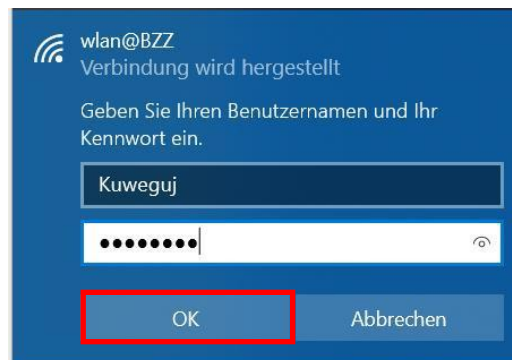 wlan@BZZ
Verbindung wird hergestellt
Geben Sie Ihren Benutzernamen und Ihr
Kennwort ein.
Kuweguj
●●●●●●●●
OK Abbrechen